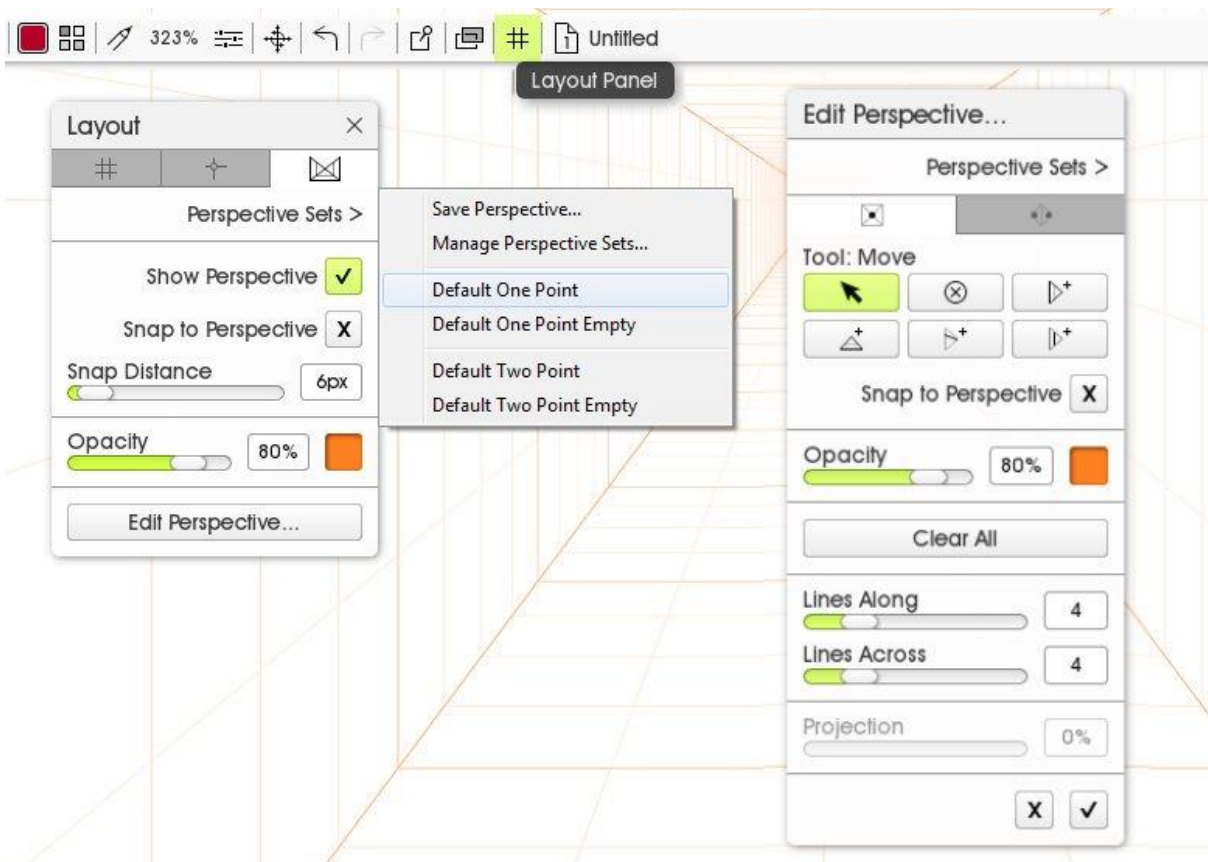 323%
1
Untitled
Layout Panel
Layout
Perspective Sets >
Show Perspective
Snap to Perspective X
Snap Distance
6px
Opacity
80%
Edit Perspective...
Save Perspective...
Manage Perspective Sets...
Default One Point
Default One Point Empty
Default Two Point
Default Two Point Empty
Edit Perspective...
Perspective Sets >
Tool: Move
Snap to Perspective X
Opacity
80%
Clear All
Lines Along
4
Lines Across
4
Projection
0%
X